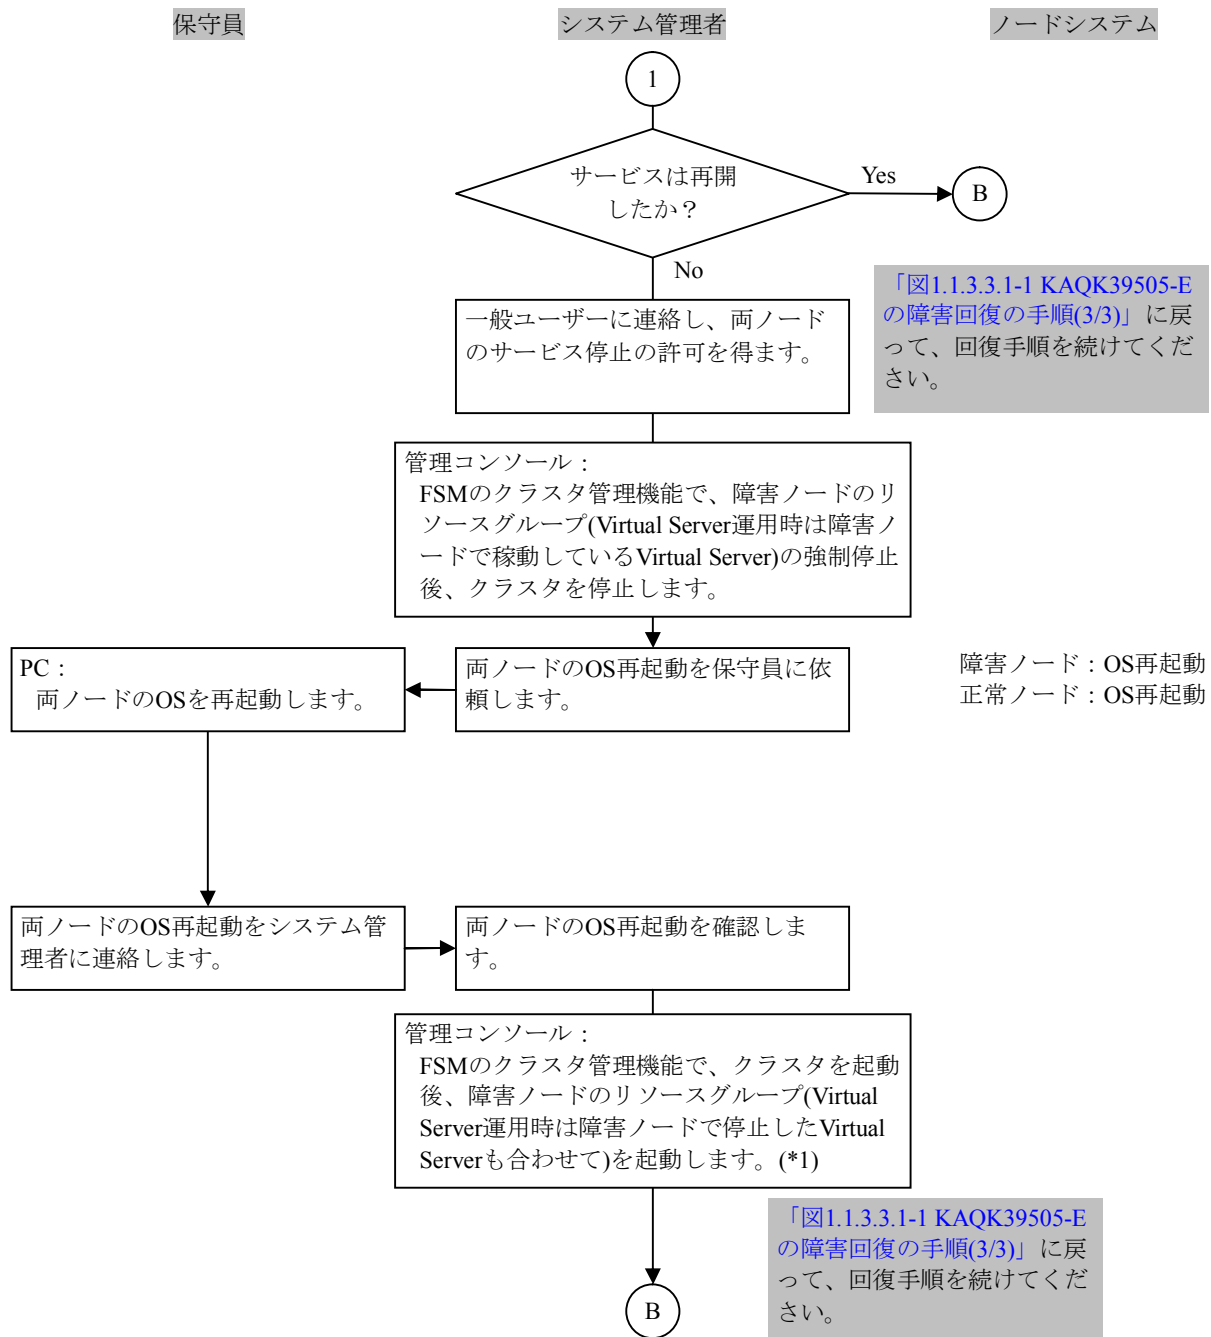 保守員
システム管理者
ノードシステム
1
サービスは再開
したか？
Yes
B
No
「図1.1.3.3.1-1 KAQK39505-E
の障害回復の手順(3/3)」に戻
って、回復手順を続けてくだ
さい。
一般ユーザーに連絡し、両ノード
のサービス停止の許可を得ます。
管理コンソール：
FSMのクラスタ管理機能で、障害ノードのリ
ソースグループ(Virtual Server運用時は障害ノ
ードで稼動しているVirtual Server)の強制停止
後、クラスタを停止します。
PC：
両ノードのOSを再起動します。
両ノードのOS再起動を保守員に依
頼します。
障害ノード：OS再起動
正常ノード：OS再起動
両ノードのOS再起動をシステム管
理者に連絡します。
両ノードのOS再起動を確認しま
す。
管理コンソール：
FSMのクラスタ管理機能で、クラスタを起動
後、障害ノードのリソースグループ(Virtual
Server運用時は障害ノードで停止したVirtual
Serverも合わせて)を起動します。(*1)
「図1.1.3.3.1-1 KAQK39505-E
の障害回復の手順(3/3)」に戻
って、回復手順を続けてくだ
さい。
B